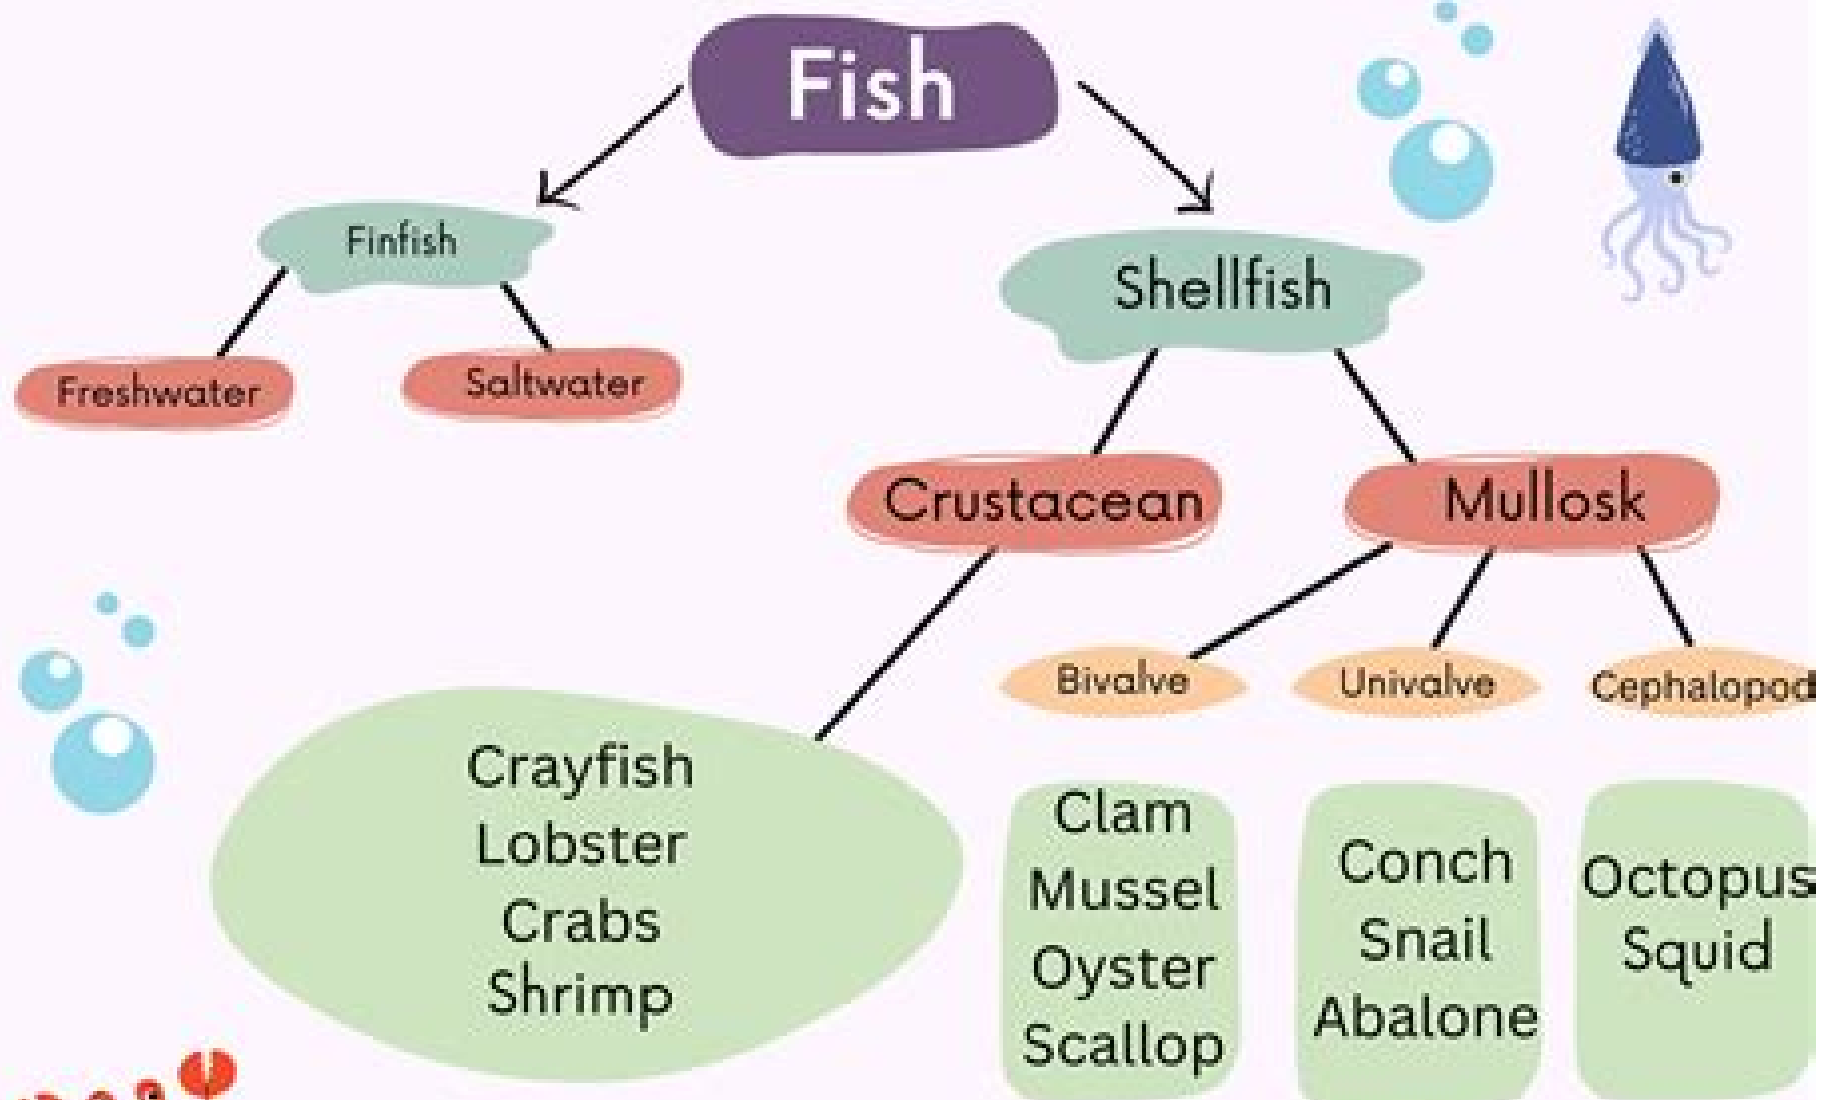 Fish
Finfish
Shellfish
Freshwater
Saltwater
Crustacean
Mullosk
Bivalve
Univalve
Cephalopod
Crayfish
Lobster
Crabs
Shrimp
Clam
Mussel
Oyster
Scallop
Conch
Snail
Abalone
Octopus
Squid